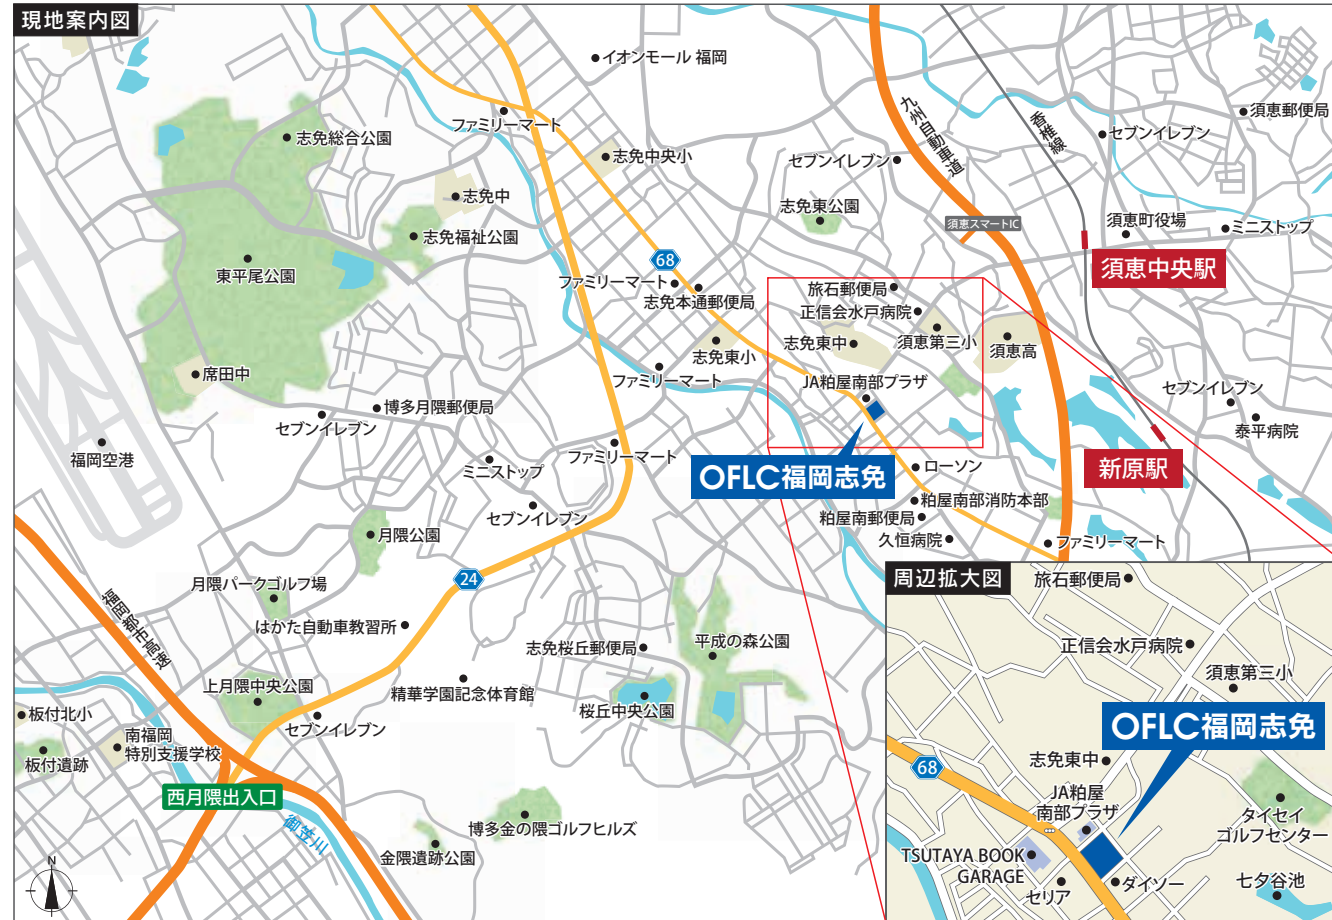 現地案内図
イオンモール 福岡
ファミリーマート
志免総合公園
志免中央小
セブンイレブン
九州自動車道
香椎線
セブンイレブン
須恵郵便局
志免中
志免福祉公園
志免東公園
須恵スマートIC
須恵町役場
ミニストップ
須恵中央駅
東平尾公園
68
ファミリーマート
志免本通郵便局
旅石郵便局
正信会水戸病院
志免東中
須恵第三小
須恵高
志免東小
ファミリーマート
JA粕屋南部プラザ
席田中
博多月隈郵便局
セブンイレブン
セブンイレブン
泰平病院
福岡空港
ミニストップ
ファミリーマート
OFLC福岡志免
ローソン
新原駅
セブンイレブン
粕屋南部消防本部
粕屋南郵便局
久恒病院
ファミリーマート
月隈公園
24
月隈パークゴルフ場
福岡都市高速
はかた自動車教習所
志免桜丘郵便局
平成の森公園
上月隈中央公園
精華学園記念体育館
桜丘中央公園
板付北小
セブンイレブン
南福岡
特別支援学校
板付遺跡
西月隈出入口
御笠川
博多金の隈ゴルフヒルズ
金隈遺跡公園
N
周辺拡大図
旅石郵便局
正信会水戸病院
須恵第三小
OFLC福岡志免
志免東中
68
JA粕屋
南部プラザ
タイセイ
ゴルフセンター
TSUTAYA BOOK
GARAGE
セリア
ダイソー
七夕谷池